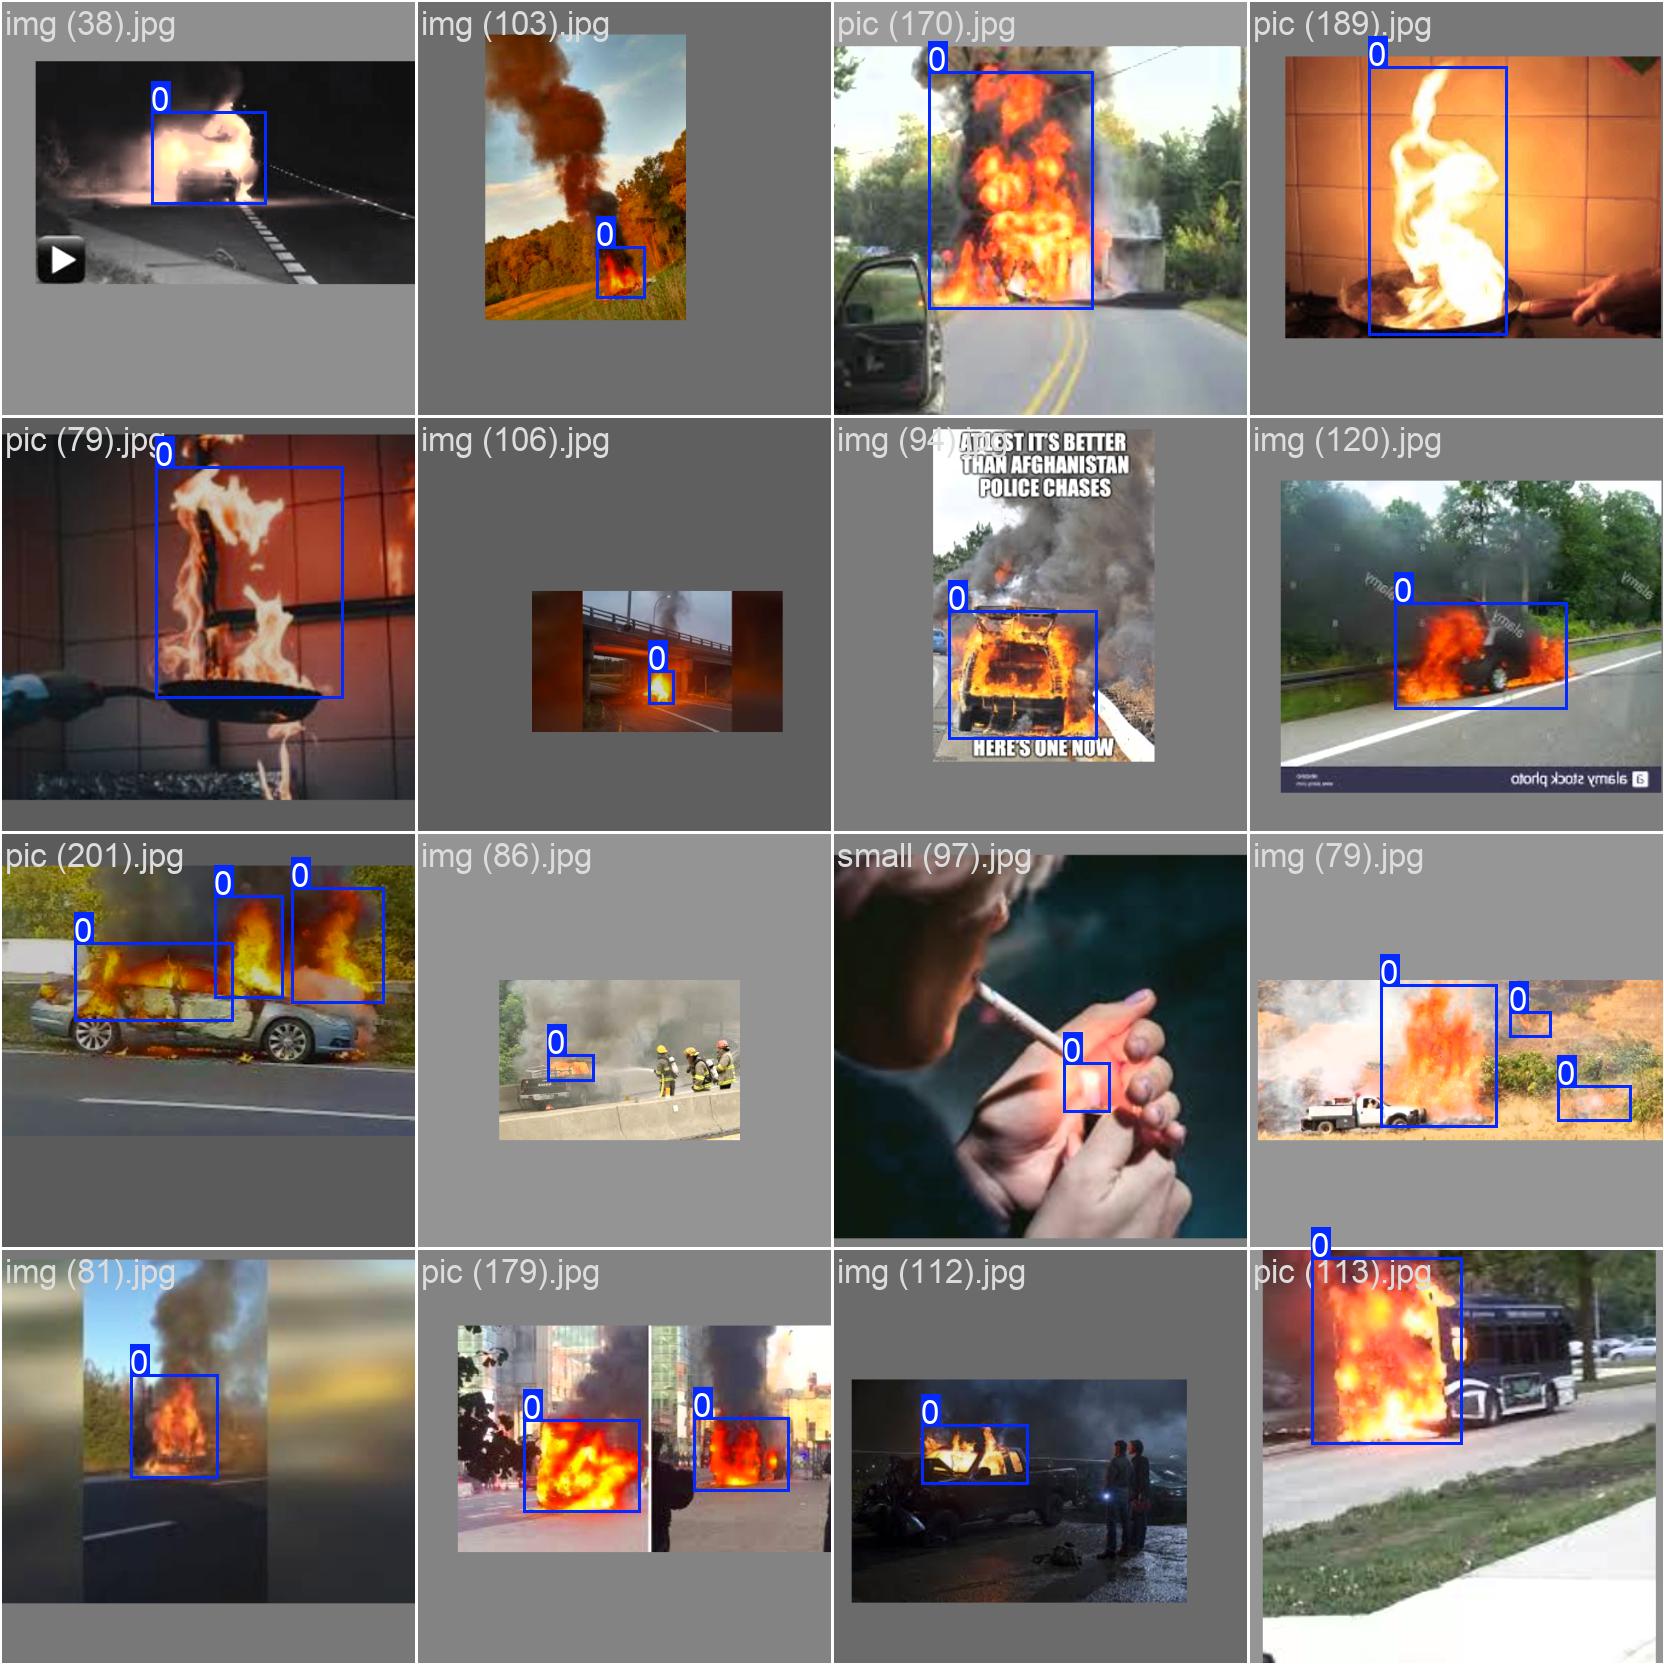 img (38).jpg
img (103).jpg
pic (170).jpg
pic (189).jpg
0
0
0
0
pic (79).jpg
img (106).jpg
img (94).jpg
img (120).jpg
0
0
0
0
IT'S BETTER
THAN AFGHANISTAN
POLICE CHASES
HERE'S ONE NOW
alamy
alamy
alamy
a alamy stock photo
pic (201).jpg
img (86).jpg
small (97).jpg
img (79).jpg
0
0
0
0
0
0
0
0
img (81).jpg
pic (179).jpg
img (112).jpg
pic (113).jpg
0
0
0
0
0